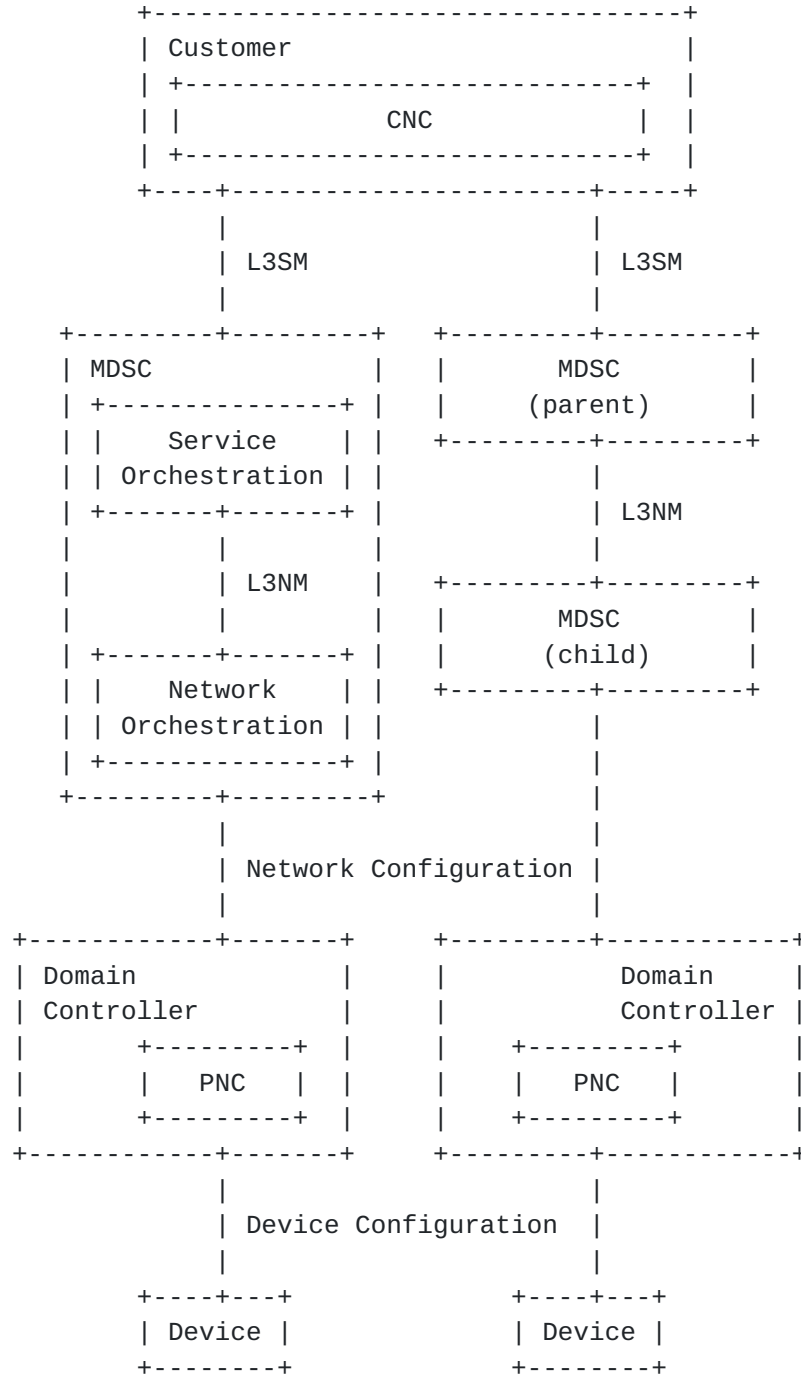 Customer
CNC
L3SM L3SM
MDSC MDSC
(parent)
Service
Orchestration
L3NM
L3NM
MDSC
(child)
Network
Orchestration
Network Configuration
Domain Domain
Controller Controller
PNC PNC
Device Configuration
Device Device